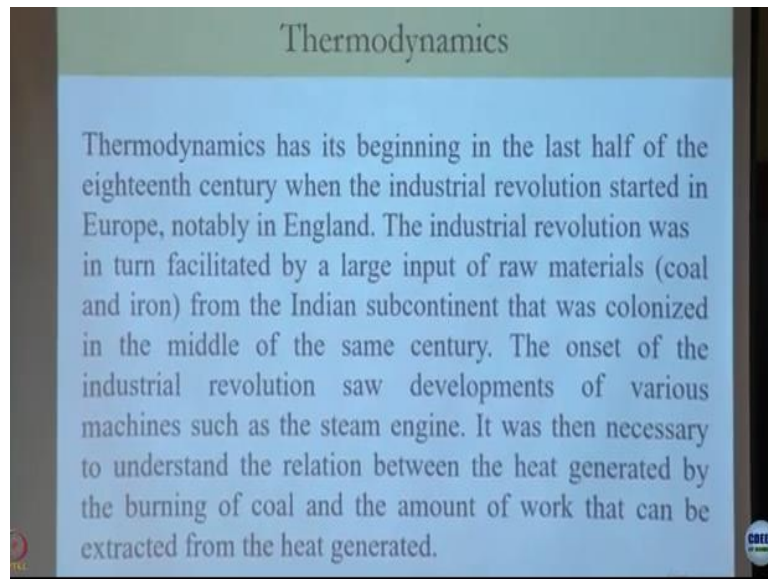 Thermodynamics
Thermodynamics has its beginning in the last half of the
eighteenth century when the industrial revolution started in
Europe, notably in England. The industrial revolution was
in turn facilitated by a large input of raw materials (coal
and iron) from the Indian subcontinent that was colonized
in the middle of the same century. The onset of the
industrial revolution saw developments of various
machines such as the steam engine. It was then necessary
to understand the relation between the heat generated by
the burning of coal and the amount of work that can be
extracted from the heat generated.